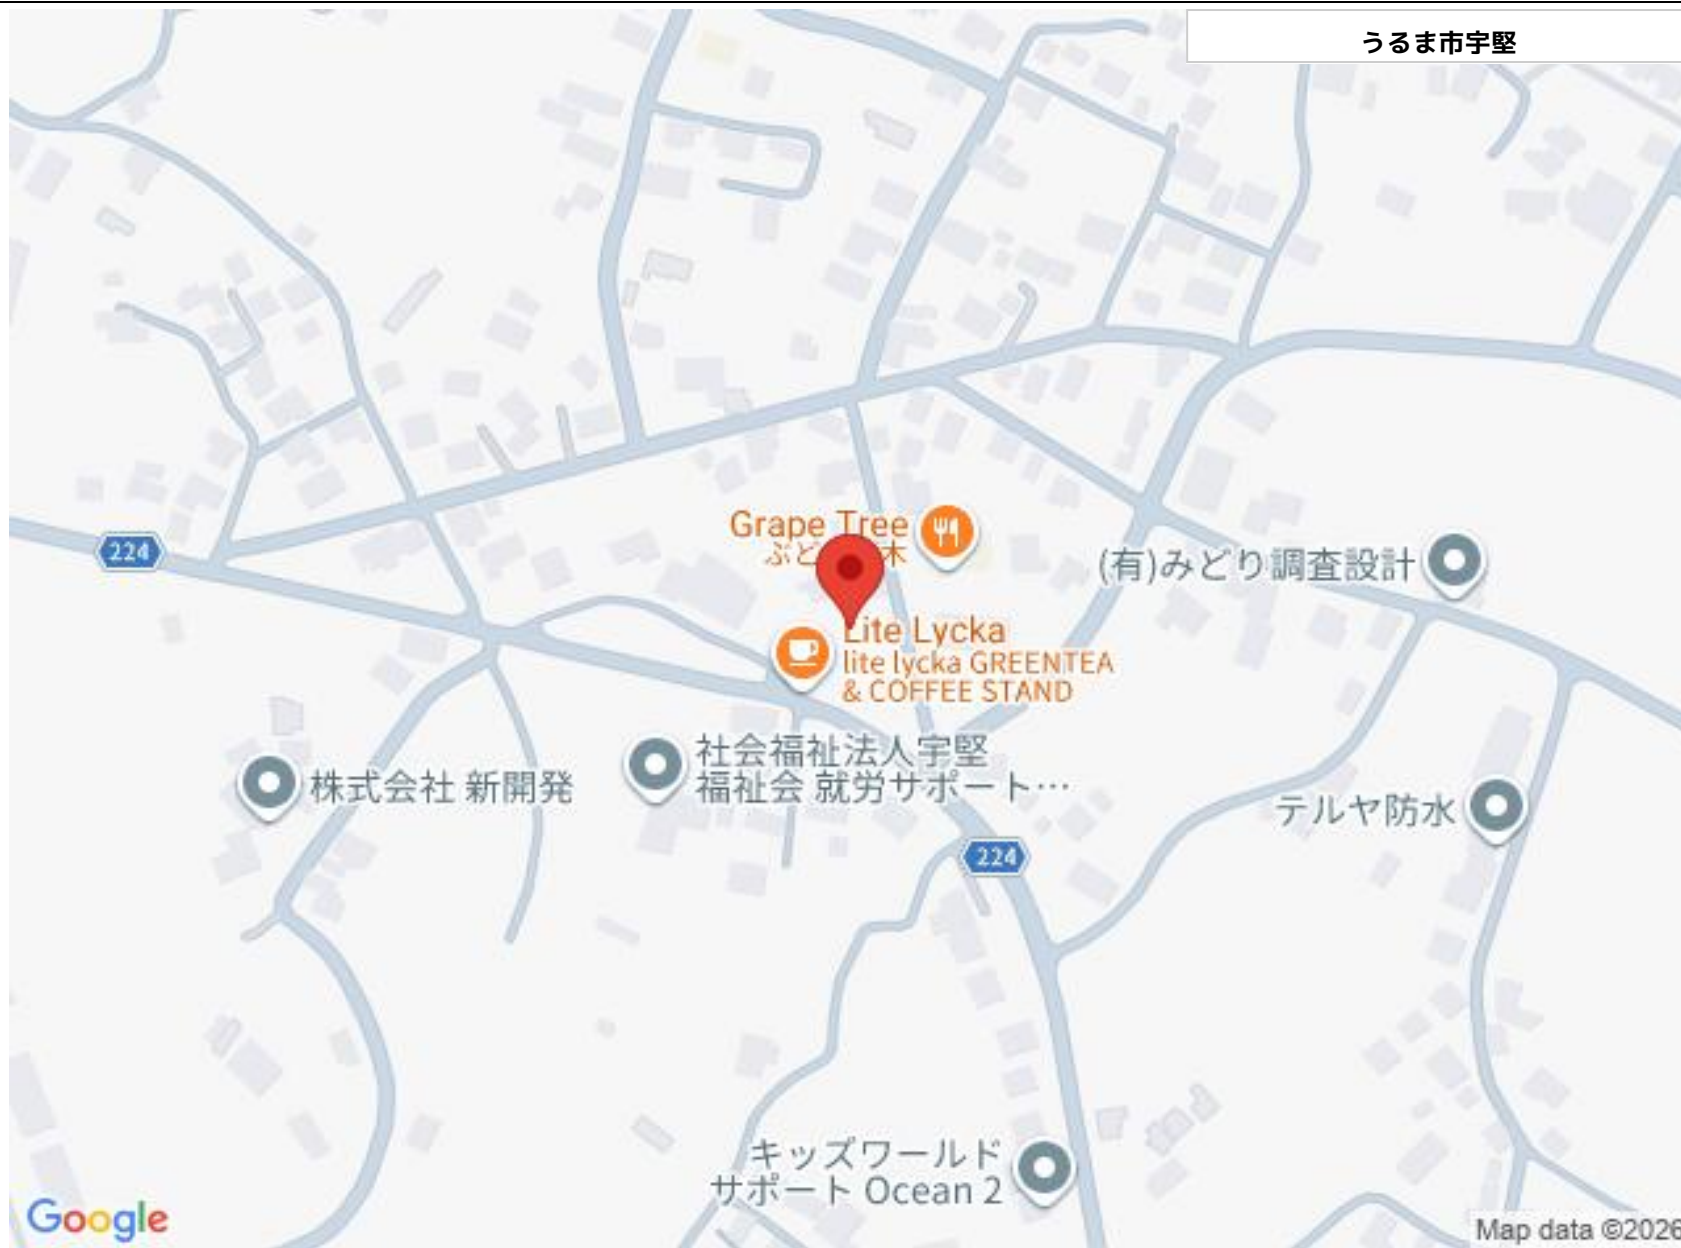 うるま市宇堅
224
Grape Tree
Lite Lycka
lite lycka GREENTEA
& COFFEE STAND
(有)みどり調査設計
社会福祉法人宇堅
福祉会 就労サポート…
株式会社 新開発
テルヤ防水
224
キッズワールド
サポート Ocean 2
Google
Map data ©2026